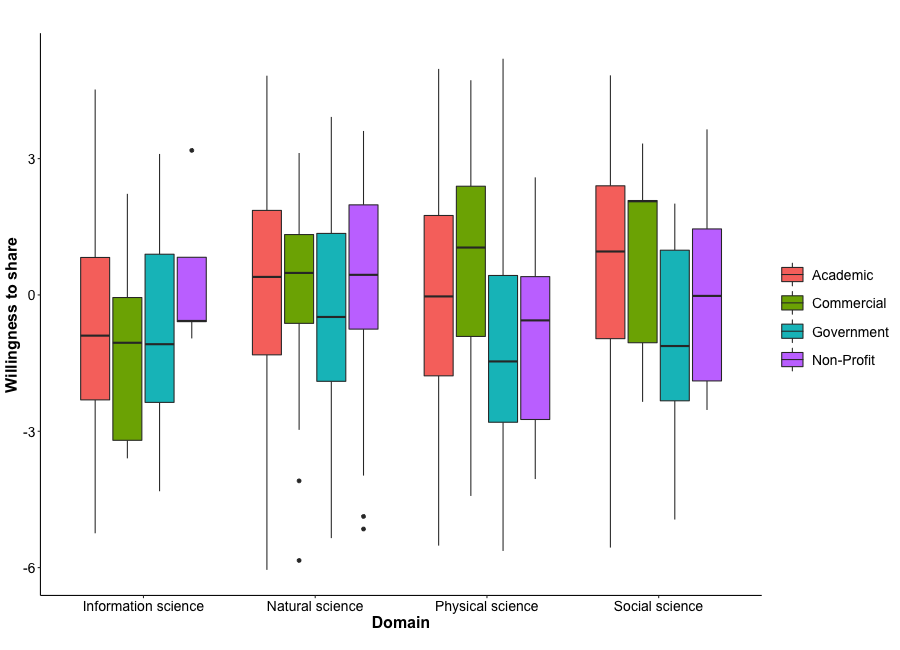 Willingness to share
3
0
-3
-6
Information science
Natural science
Physical science
Social science
Domain
Academic
Commercial
Government
Non-Profit